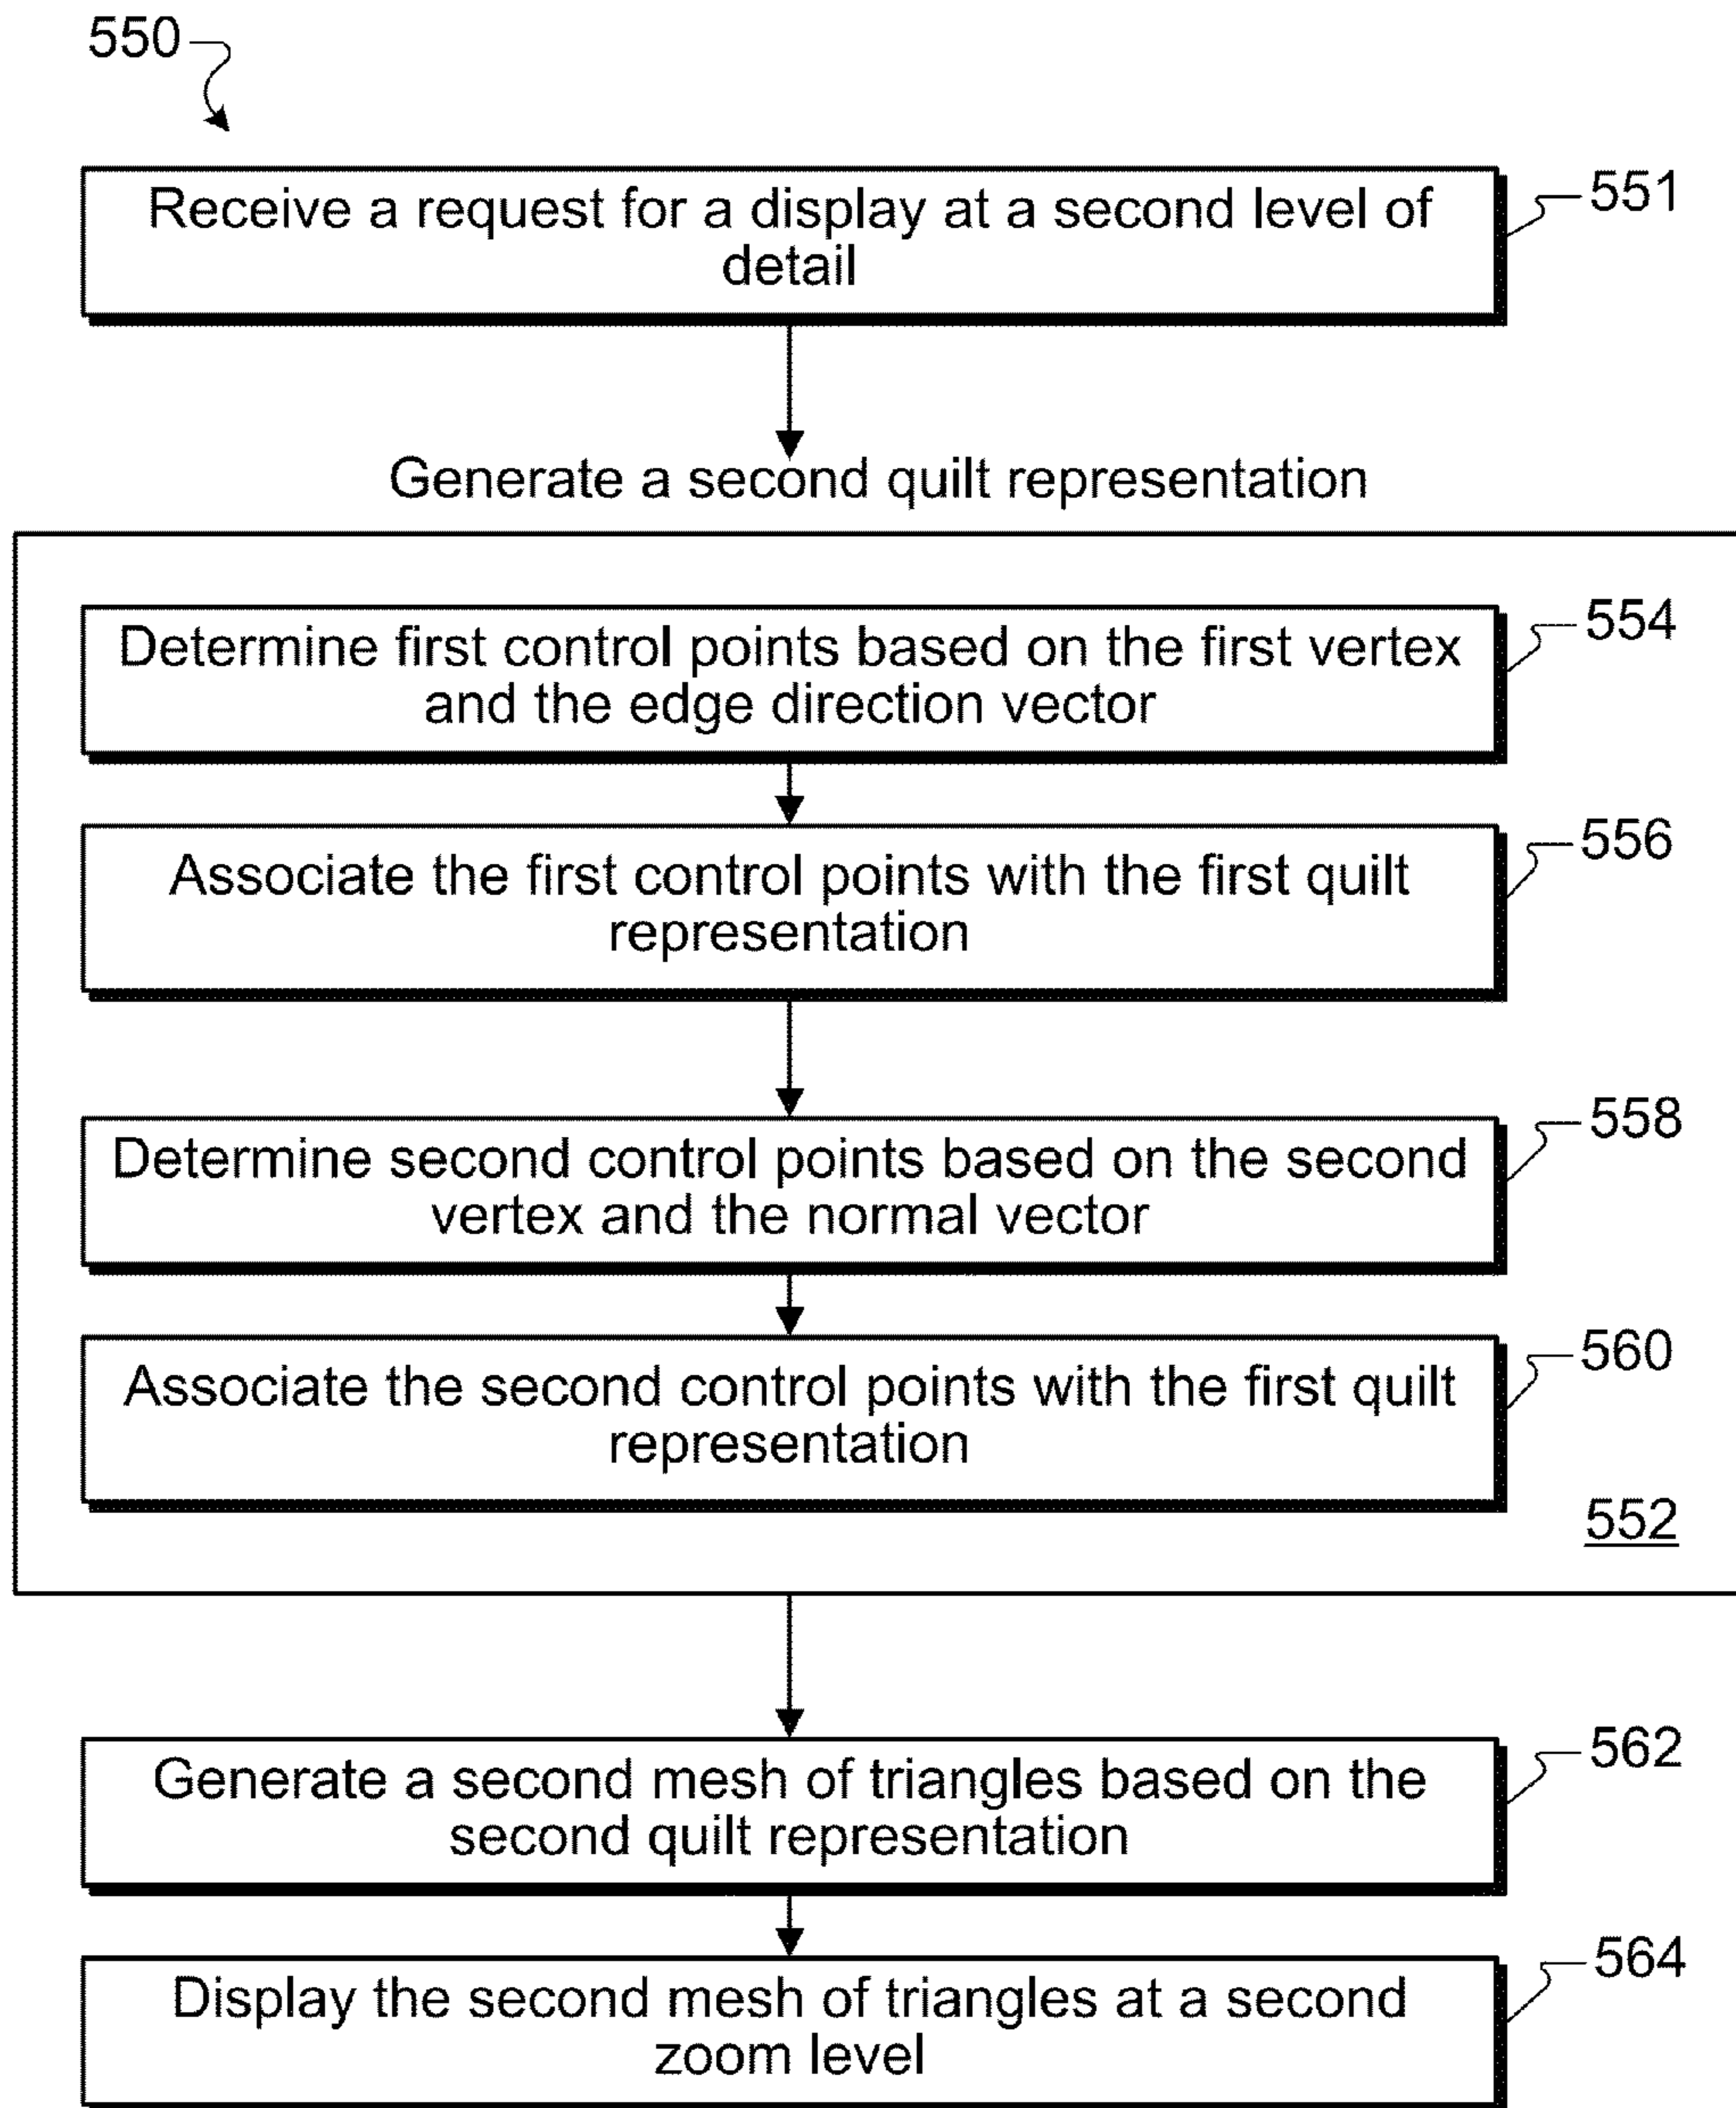 550
Receive a request for a display at a second level of
detail
551
Generate a second quilt representation
Determine first control points based on the first vertex
and the edge direction vector
554
Associate the first control points with the first quilt
representation
556
Determine second control points based on the second
vertex and the normal vector
558
Associate the second control points with the first quilt
representation
560
552
Generate a second mesh of triangles based on the
second quilt representation
562
Display the second mesh of triangles at a second
zoom level
564